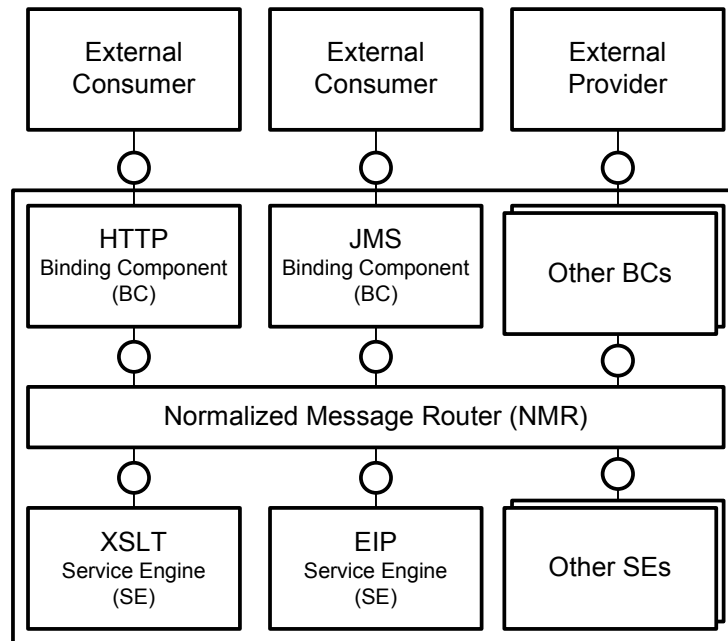 External
Consumer
External
Consumer
External
Provider
HTTP
Binding Component
(BC)
JMS
Binding Component
(BC)
Other BCs
Normalized Message Router (NMR)
XSLT
Service Engine
(SE)
EIP
Service Engine
(SE)
Other SEs